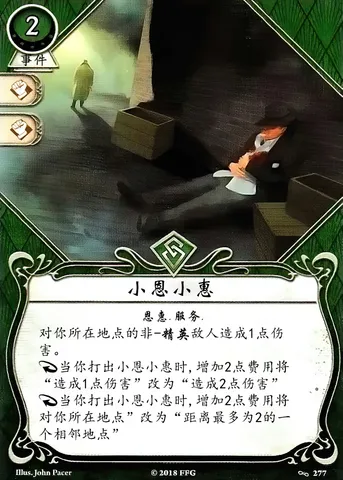 2
事件
小恩小惠
恩惠.服务.
对你所在地点的非-精英敌人造成1点伤
害。
当你打出小恩小惠时,增加2点费用将
“造成1点伤害”改为“造成2点伤害”
当你打出小恩小惠时,增加2点费用将
对你所在地点”改为“距离最多为2的一
个相邻地点”
Illus. John Pacer © 2018 FFG 277